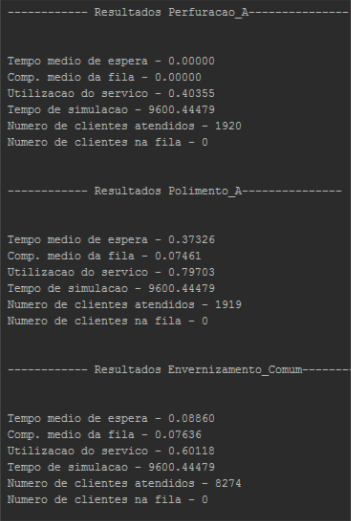 ------------ Resultados Perfuracao_A---------------
Tempo medio de espera - 0.00000
Comp. medio da fila - 0.00000
Utilizacao do servico - 0.40355
Tempo de simulacao - 9600.44479
Numero de clientes atendidos - 1920
Numero de clientes na fila - 0
------------ Resultados Polimento_A---------------
Tempo medio de espera - 0.37326
Comp. medio da fila - 0.07461
Utilizacao do servico - 0.79703
Tempo de simulacao - 9600.44479
Numero de clientes atendidos - 1919
Numero de clientes na fila - 0
------------ Resultados Envernizamento_Comum-------
Tempo medio de espera - 0.08860
Comp. medio da fila - 0.07636
Utilizacao do servico - 0.60118
Tempo de simulacao - 9600.44479
Numero de clientes atendidos - 8274
Numero de clientes na fila - 0